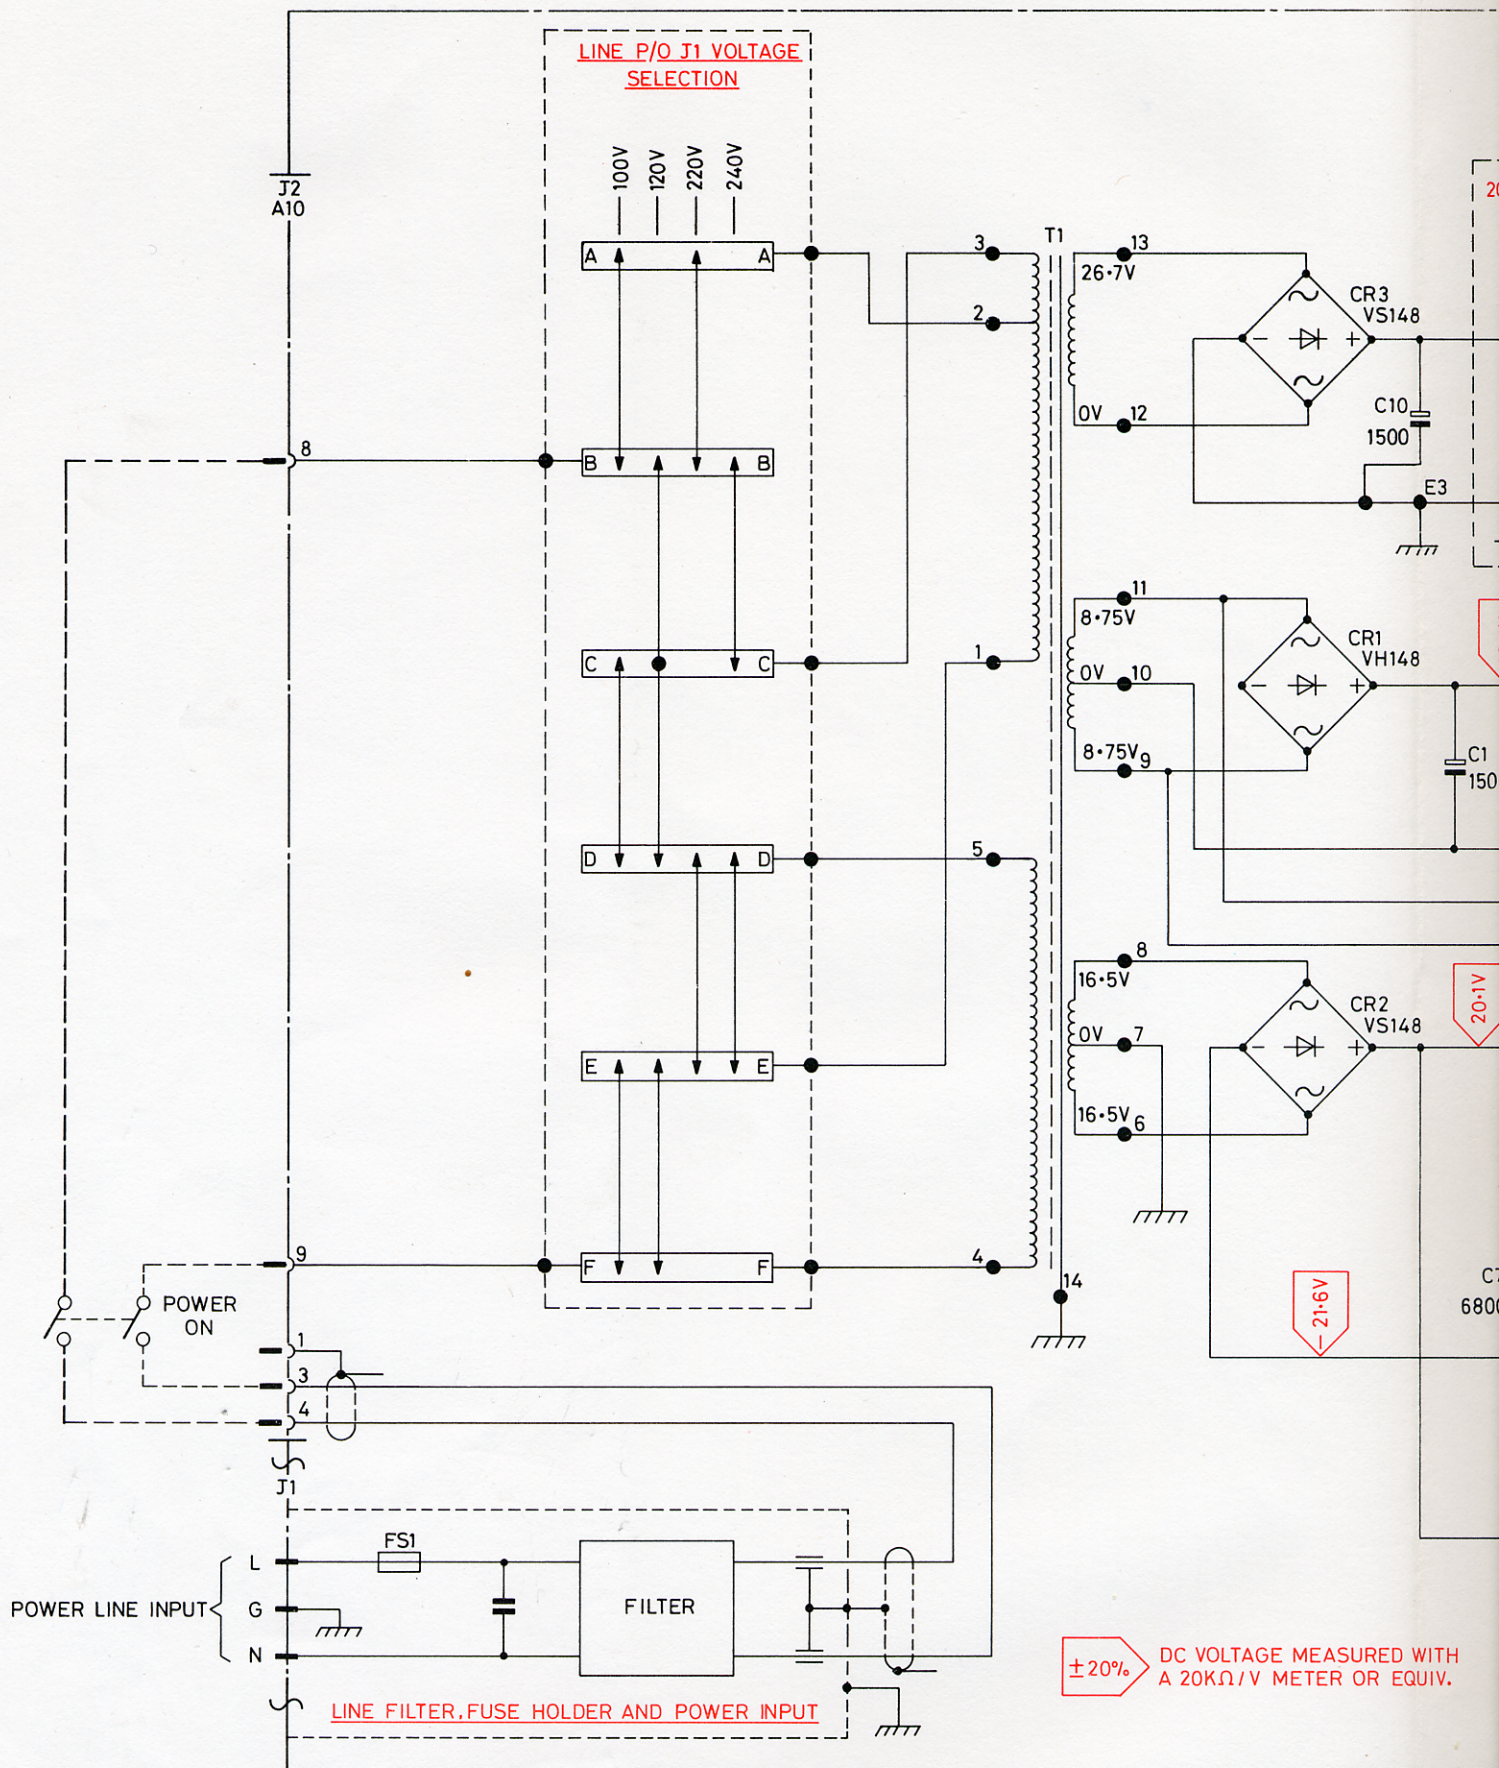 LINE P/O J1 VOLTAGE
SELECTION
100V
120V
220V
240V
J2
A10
A A
B B
C C
D D
E E
F F
8
9
POWER
ON
1
3
4
J1
3
2
1
5
4
T1
13
26·7V
0V 12
11
8·75V
0V 10
8·75V 9
8
16·5V
0V 7
16·5V 6
14
CR3
VS148
~
- +
~
C10
1500
E3
20
CR1
VH148
~
- +
~
C1
150
CR2
VS148
~
- +
~
20·1V
C7
6800
-21·6V
POWER LINE INPUT
L
G
N
FS1
FILTER
LINE FILTER, FUSE HOLDER AND POWER INPUT
±20%
DC VOLTAGE MEASURED WITH
A 20KΩ/V METER OR EQUIV.